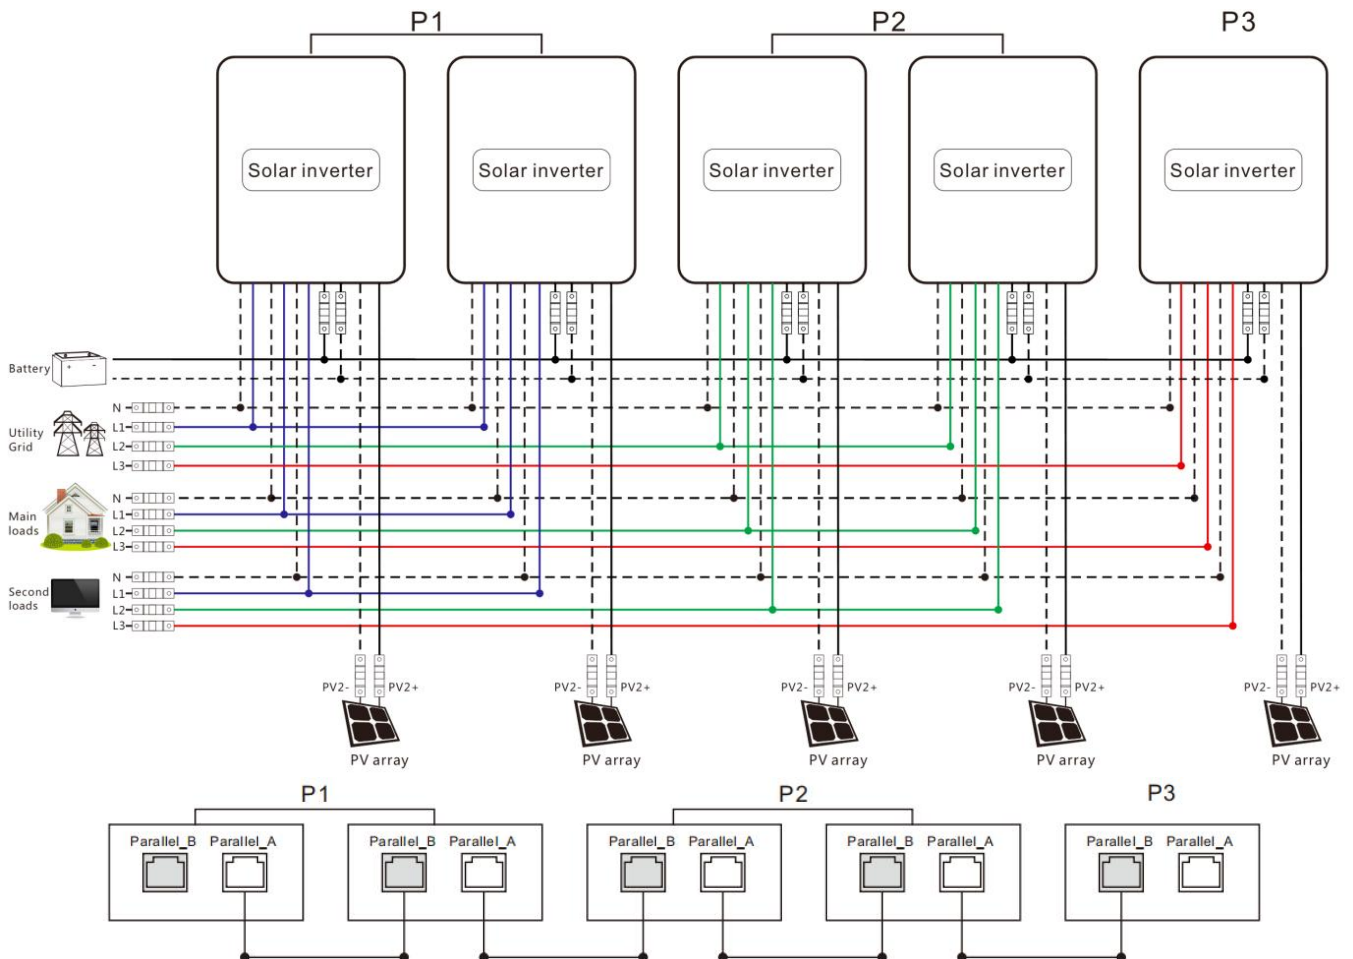 P1 P2 P3
Solar inverter Solar inverter Solar inverter Solar inverter Solar inverter
Battery
Utility
Grid
N
L1
L2
L3
Main
loads
N
L1
L2
L3
Second
loads
N
L1
L2
L3
PV2- PV2+ PV2- PV2+ PV2- PV2+ PV2- PV2+ PV2- PV2+
PV array PV array PV array PV array PV array
P1 P2 P3
Parallel_B Parallel_A Parallel_B Parallel_A Parallel_B Parallel_A Parallel_B Parallel_A Parallel_B Parallel_A